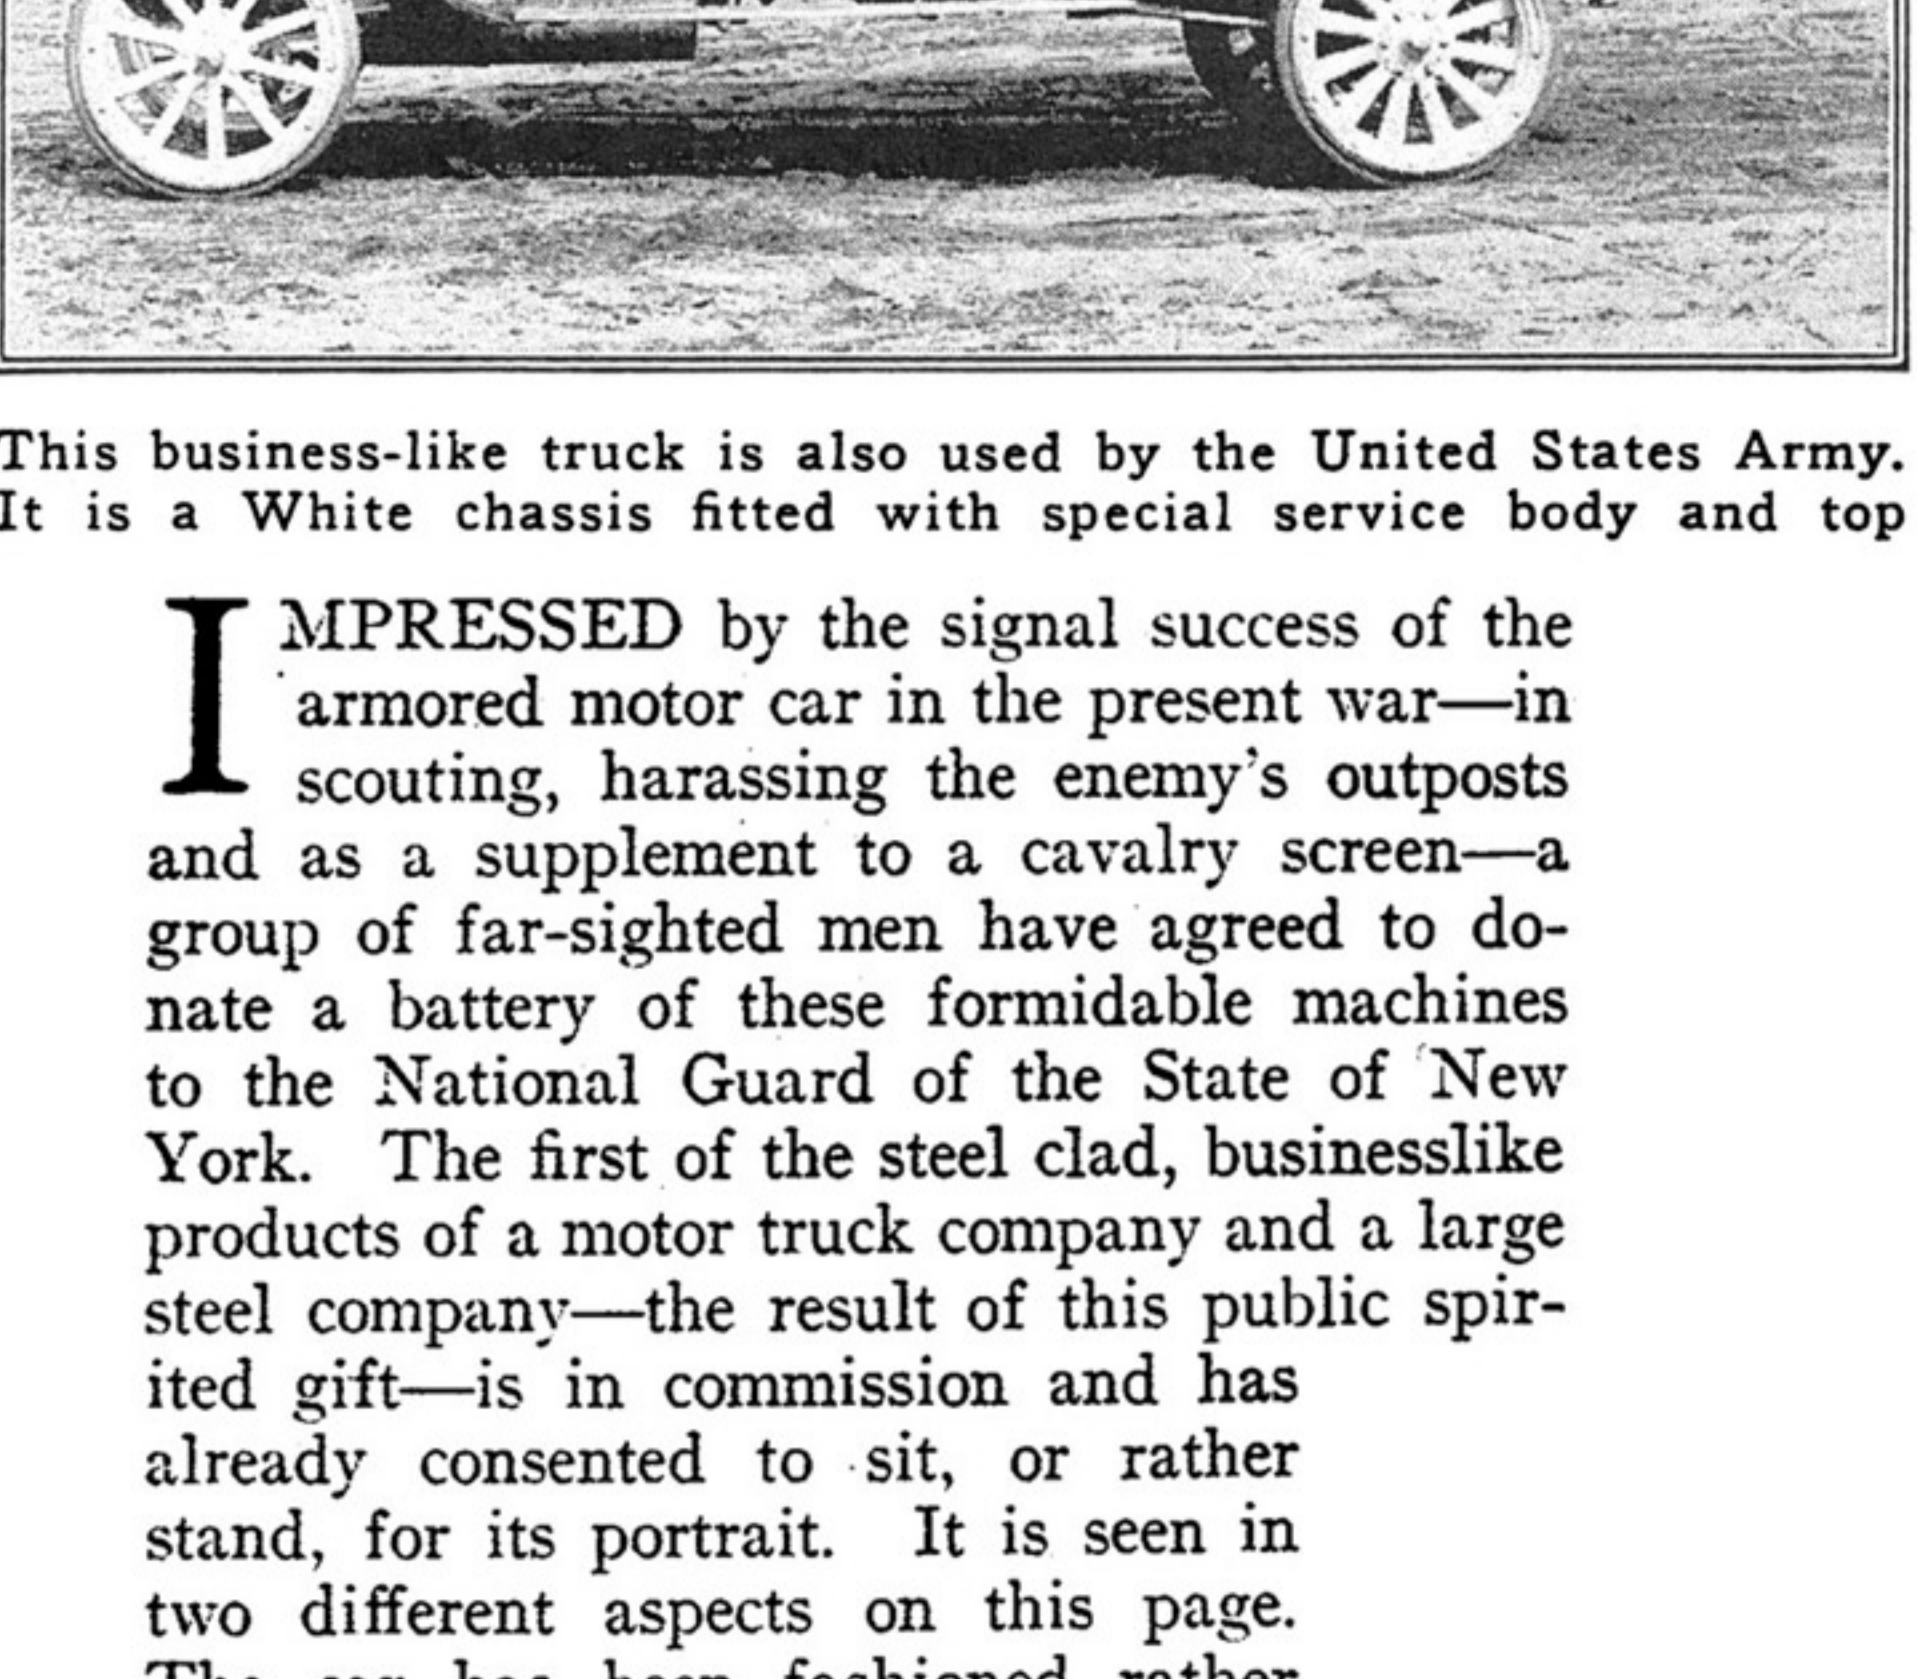 This business-like truck is also used by the United States Army.
It is a White chassis fitted with special service body and top
IMPRESSED by the signal success of the
armored motor car in the present war—in
scouting, harassing the enemy's outposts
and as a supplement to a cavalry screen—a
group of far-sighted men have agreed to do-
nate a battery of these formidable machines
to the National Guard of the State of New
York. The first of the steel clad, businesslike
products of a motor truck company and a large
steel company—the result of this public spir-
ited gift—is in commission and has
already consented to sit, or rather
stand, for its portrait. It is seen in
two different aspects on this page.
The car has been fashioned rather